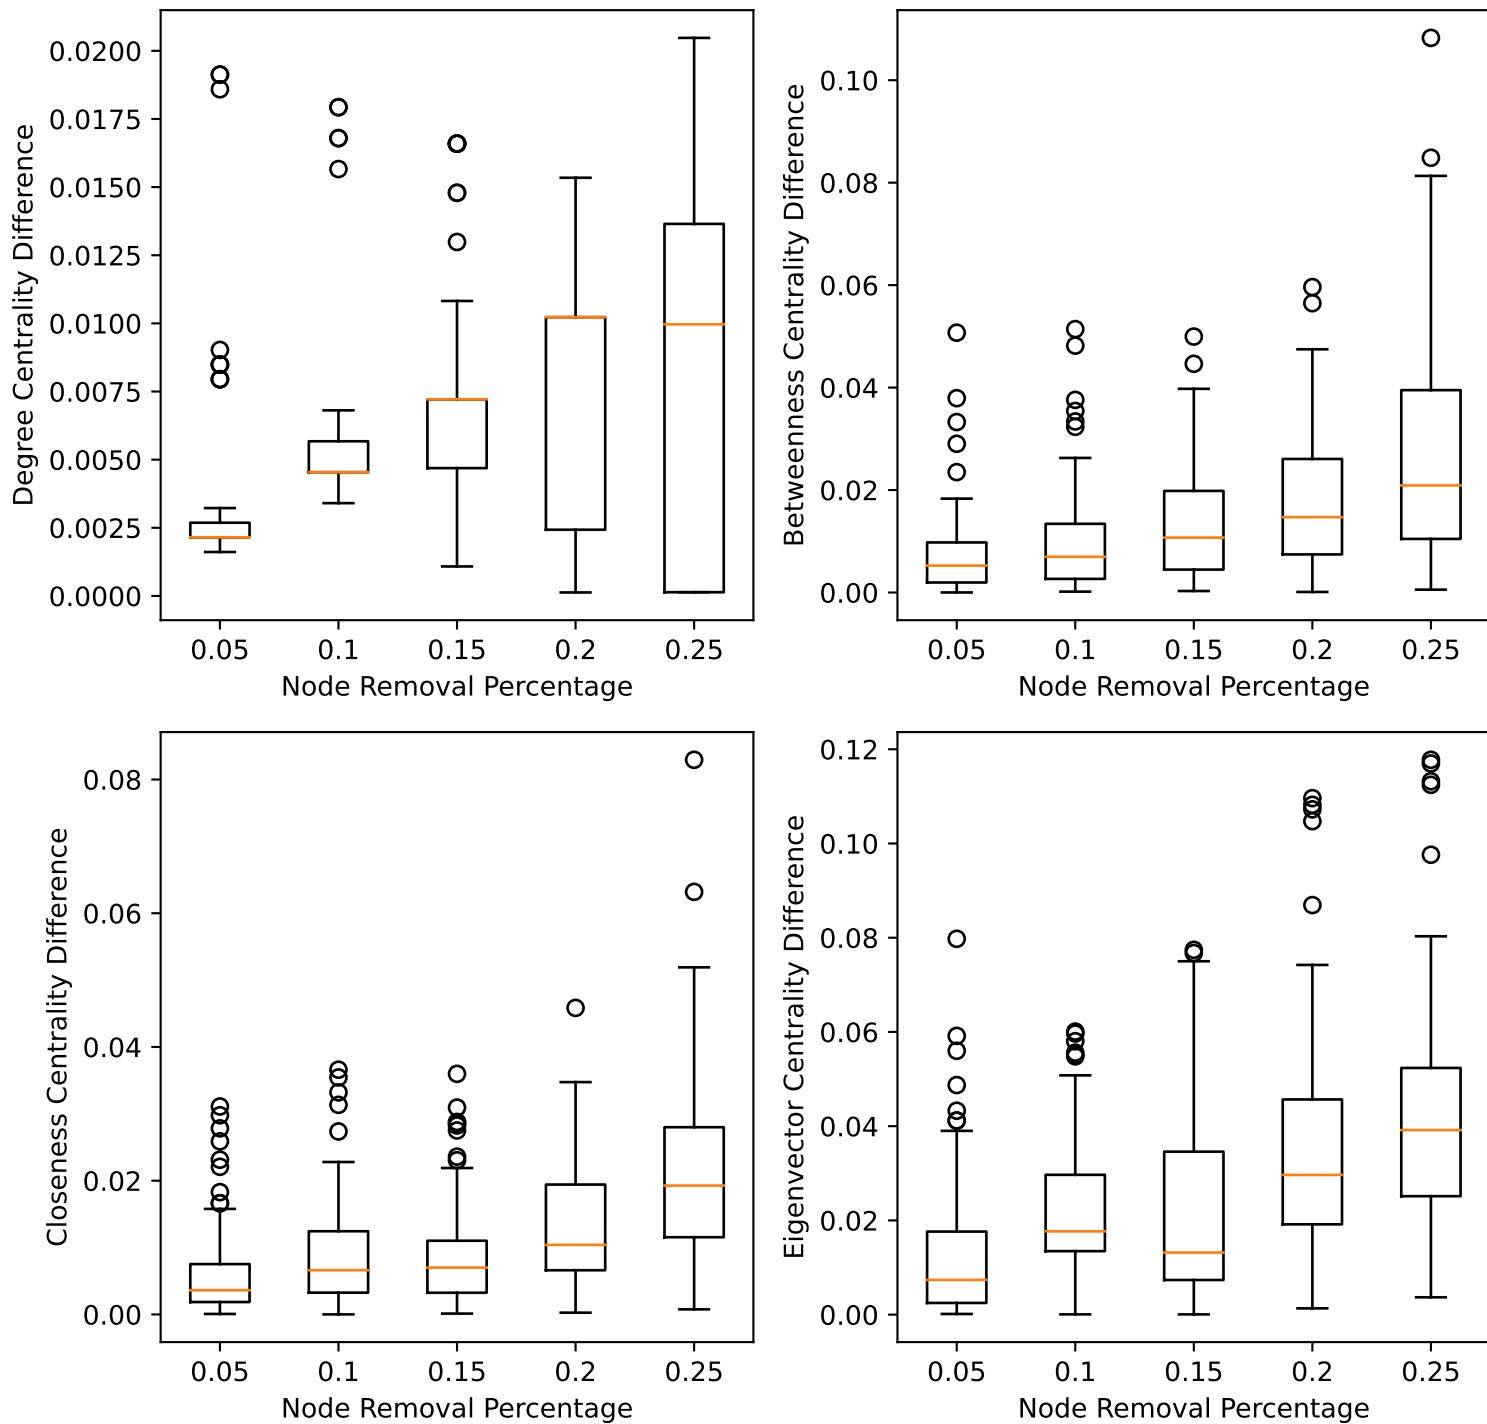 Degree Centrality Difference
0.0200
0.0175
0.0150
0.0125
0.0100
0.0075
0.0050
0.0025
0.0000
0.05 0.1 0.15 0.2 0.25
Node Removal Percentage
Betweenness Centrality Difference
0.10
0.08
0.06
0.04
0.02
0.00
0.05 0.1 0.15 0.2 0.25
Node Removal Percentage
Closeness Centrality Difference
0.08
0.06
0.04
0.02
0.00
0.05 0.1 0.15 0.2 0.25
Node Removal Percentage
Eigenvector Centrality Difference
0.12
0.10
0.08
0.06
0.04
0.02
0.00
0.05 0.1 0.15 0.2 0.25
Node Removal Percentage